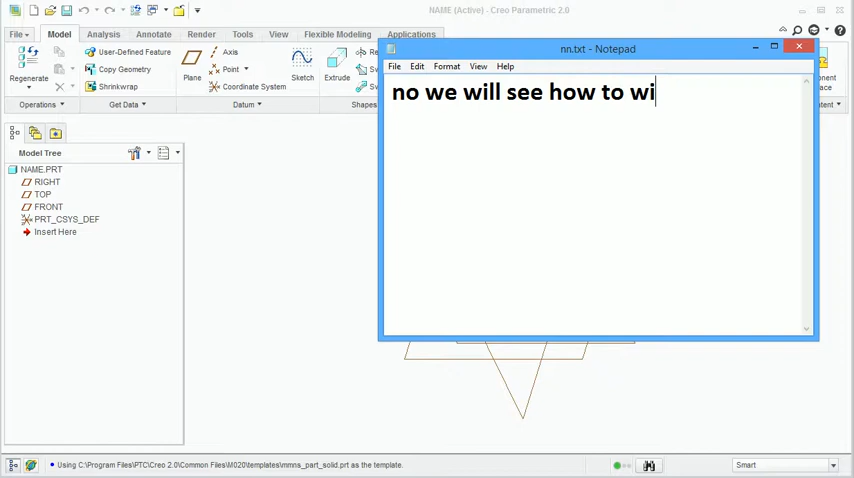 NAME (Active) - Creo Parametric 2.0
File Model Analysis Annotate Render Tools View Flexible Modeling Applications
nn.txt - Notepad
File Edit Format View Help
no we will see how to wi
Regenerate
User-Defined Feature
Copy Geometry
Shrinkwrap
Plane
Axis
Point
Coordinate System
Sketch
Extrude
Re
Sv
Sv
Operations Get Data Datum
Model Tree
NAME.PRT
RIGHT
TOP
FRONT
PRT_CSYS_DEF
Insert Here
Using C:\Program Files\PTC\Creo 2.0\Common Files\M020\templates\mmns_part_solid.prt as the template.
Smart